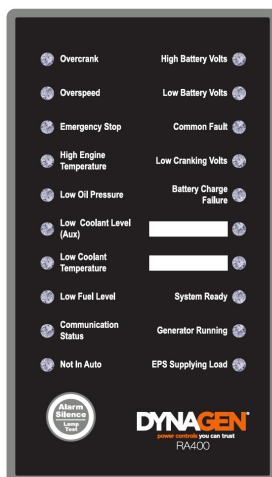 Overcrank
High Battery Volts
Overspeed
Low Battery Volts
Emergency Stop
Common Fault
High Engine
Temperature
Low Cranking Volts
Low Oil Pressure
Battery Charge
Failure
Low Coolant Level
(Aux)
Low Coolant
Temperature
Low Fuel Level
System Ready
Communication
Status
Generator Running
Not In Auto
EPS Supplying Load
Alarm
Silence
Lamp
Test
DYNAGEN®
power controls you can trust
RA400